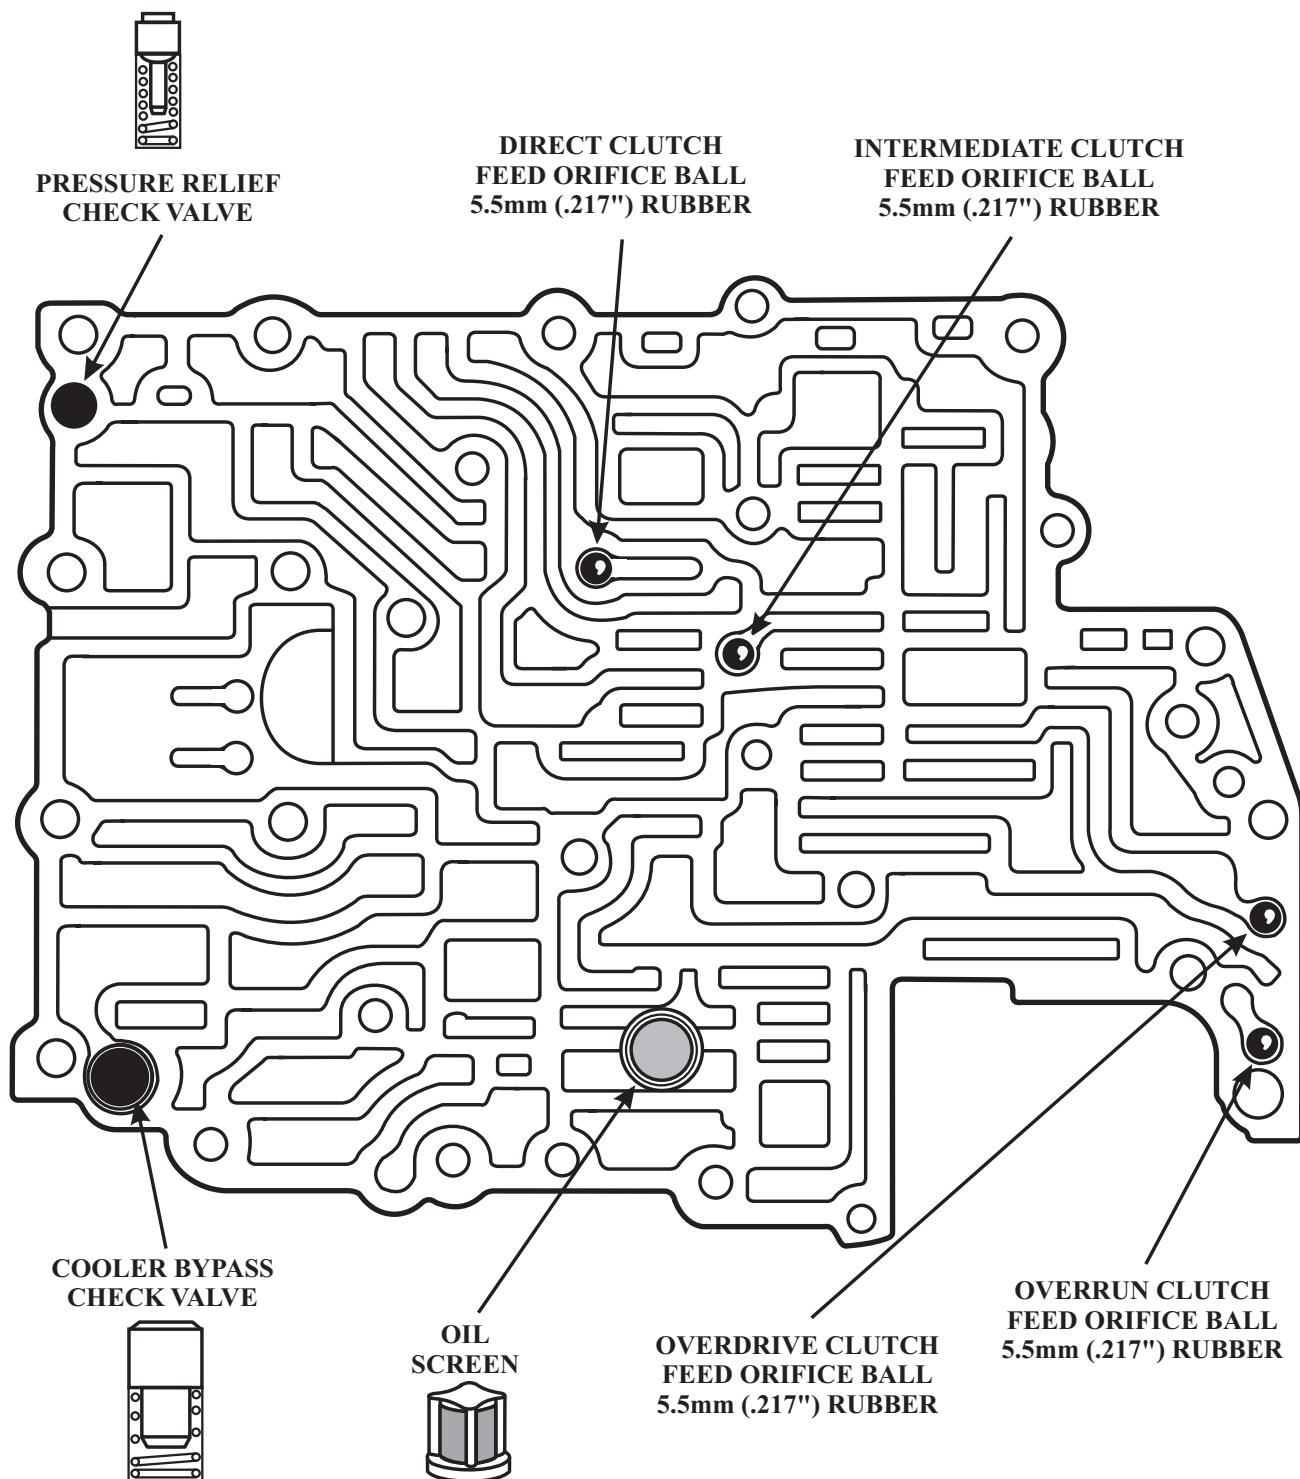 PRESSURE RELIEF
CHECK VALVE
DIRECT CLUTCH
FEED ORIFICE BALL
5.5mm (.217") RUBBER
INTERMEDIATE CLUTCH
FEED ORIFICE BALL
5.5mm (.217") RUBBER
COOLER BYPASS
CHECK VALVE
OIL
SCREEN
OVERDRIVE CLUTCH
FEED ORIFICE BALL
5.5mm (.217") RUBBER
OVERRUN CLUTCH
FEED ORIFICE BALL
5.5mm (.217") RUBBER